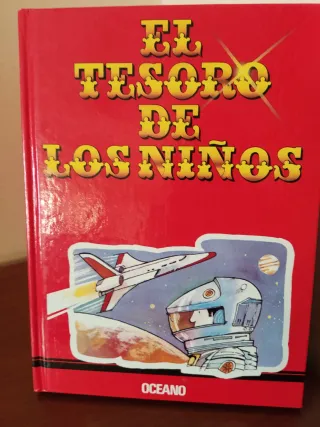 EL
TESORO
DE
LOS NIÑOS
OCEANO